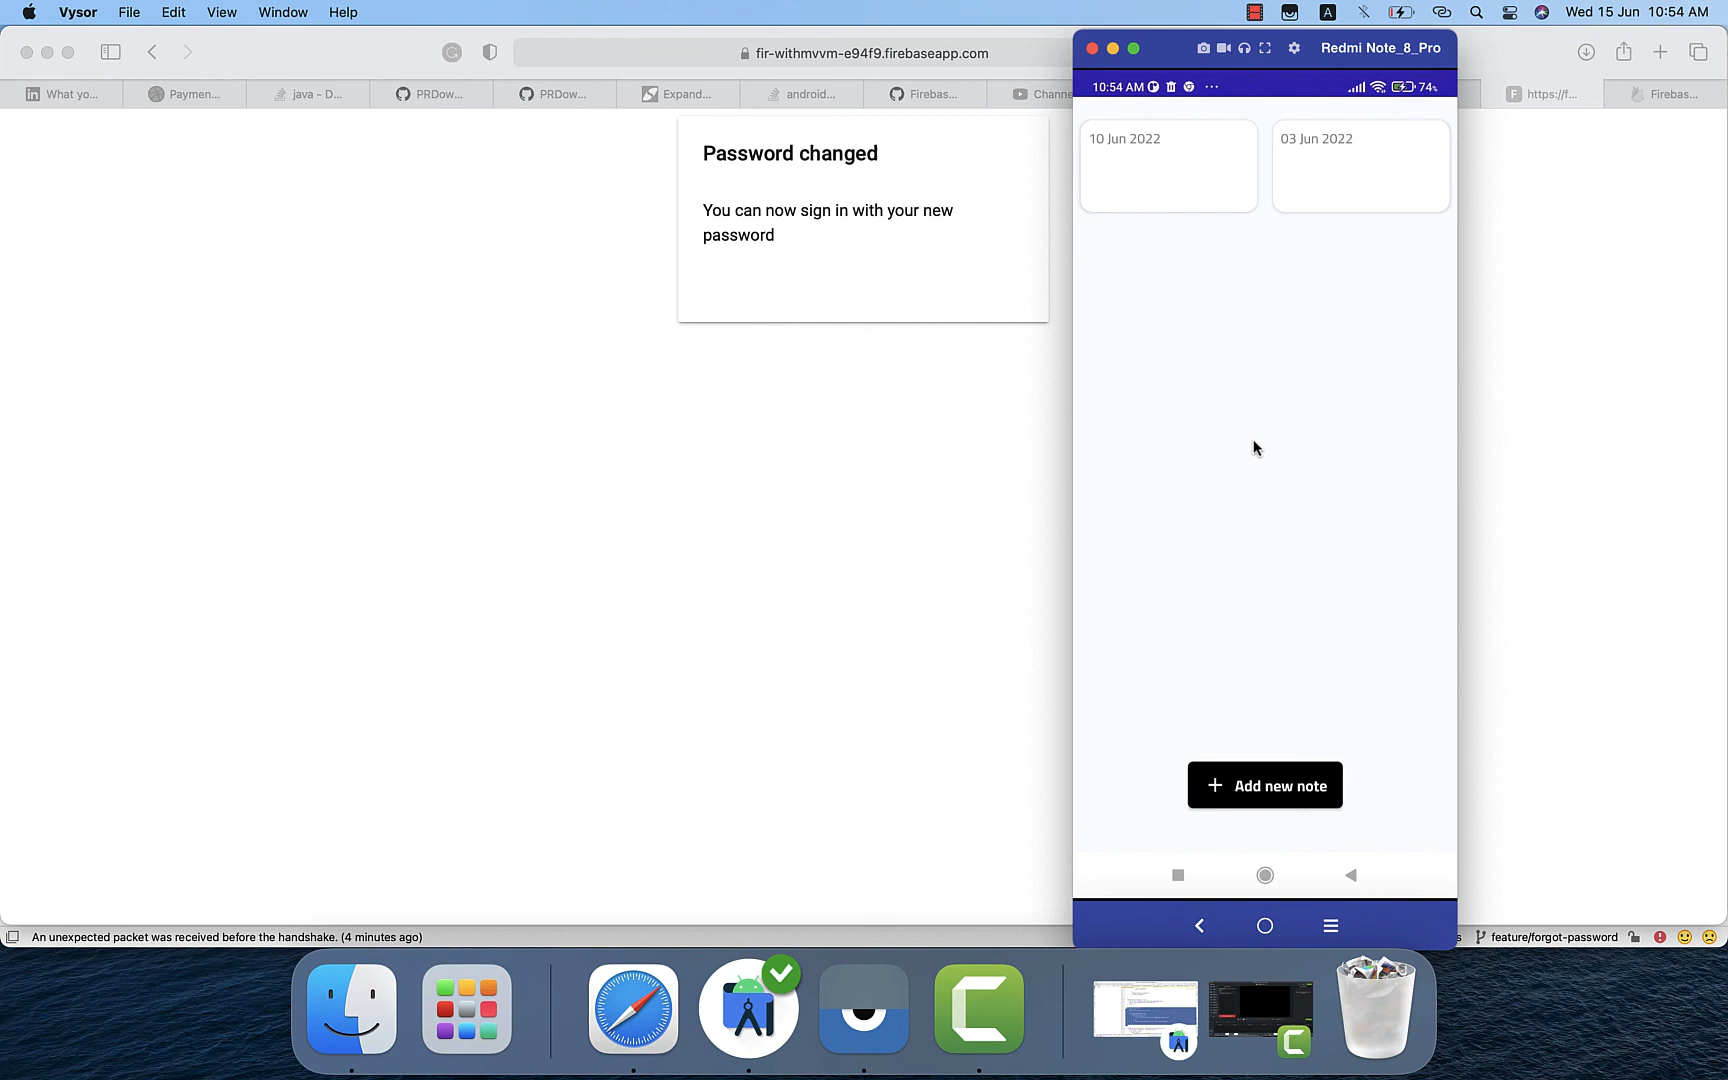 Vysor File Edit View Window Help
A Wed 15 Jun 10:54 AM
fir-withmvvm-e94f9.firebaseapp.com
Redmi Note_8_Pro
What yo... Paymen... java - D... PRDow... PRDow... Expand... android... Firebas... Channe https://f... Firebas...
10:54 AM 74%
10 Jun 2022 03 Jun 2022
Password changed
You can now sign in with your new
password
Add new note
An unexpected packet was received before the handshake. (4 minutes ago)
s feature/forgot-password